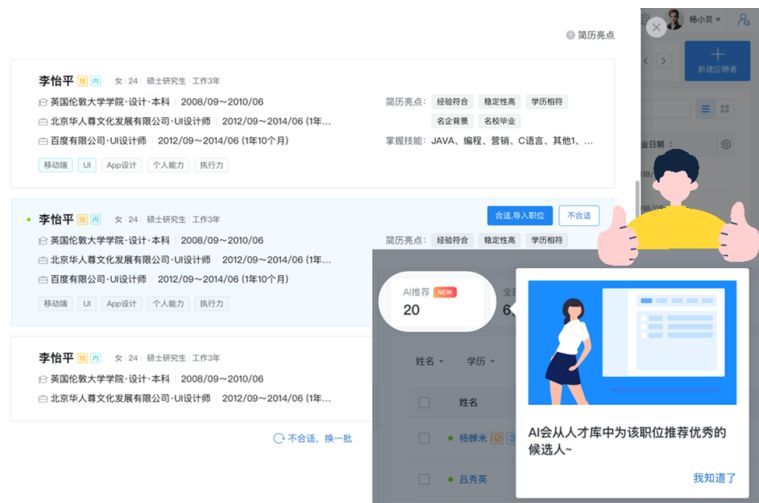 简历亮点
杨小贝
新建应聘者
李怡平 女 24 硕士研究生 工作3年
英国伦敦大学学院·设计·本科 2008/09～2010/06
北京华人尊文化发展有限公司·UI设计师 2012/09～2014/06 (1年...
百度有限公司·UI设计师 2012/09～2014/06 (1年10个月)
移动端 UI App设计 个人能力 执行力
简历亮点: 经验符合 稳定性高 学历相符
名企背景 名校毕业
掌握技能: JAVA、编程、营销、C语言、其他1、...
业日期
李怡平 女 24 硕士研究生 工作3年
合适,导入职位 不合适
英国伦敦大学学院·设计·本科 2008/09～2010/06
北京华人尊文化发展有限公司·UI设计师 2012/09～2014/06 (1年...
百度有限公司·UI设计师 2012/09～2014/06 (1年10个月)
移动端 UI App设计 个人能力 执行力
简历亮点: 经验符合 稳定性高 学历相符
李怡平 女 24 硕士研究生 工作3年
英国伦敦大学学院·设计·本科 2008/09～2010/06
北京华人尊文化发展有限公司·UI设计师 2012/09～2014/06 (1年...
不合适，换一批
AI推荐 NEW
20
姓名 学历
姓名
杨蝉米
吕秀英
AI会从人才库中为该职位推荐优秀的
候选人~
我知道了